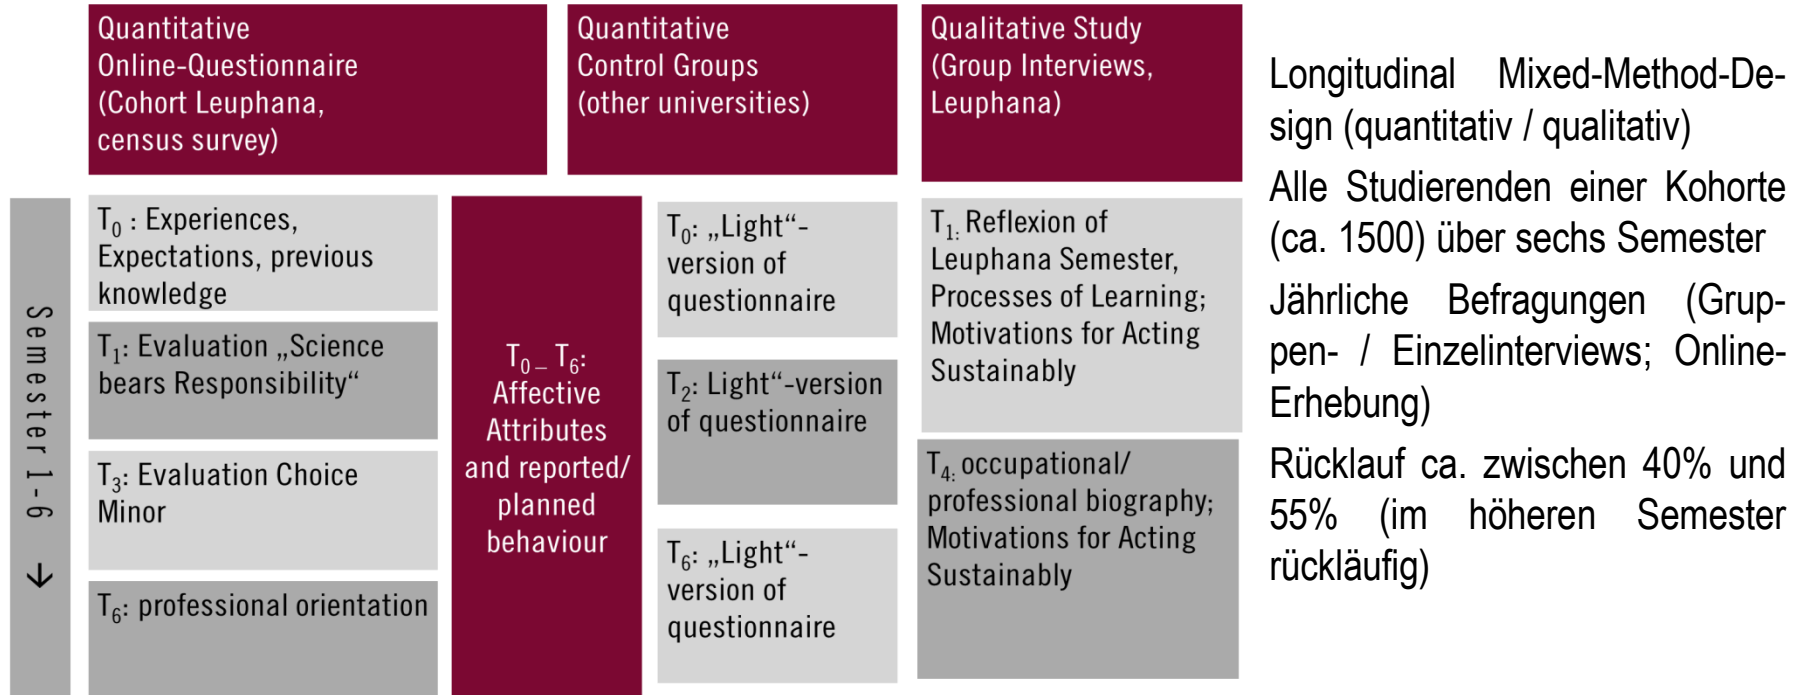 Quantitative
Online-Questionnaire
(Cohort Leuphana,
census survey)
Quantitative
Control Groups
(other universities)
Qualitative Study
(Group Interviews,
Leuphana)
Semester 1-6 →
T0 : Experiences,
Expectations, previous
knowledge
T1: Evaluation „Science
bears Responsibility“
T3: Evaluation Choice
Minor
T6: professional orientation
T0 – T6:
Affective
Attributes
and reported/
planned
behaviour
T0: „Light“-
version of
questionnaire
T2: Light“-version
of questionnaire
T6: „Light“-
version of
questionnaire
T1: Reflexion of
Leuphana Semester,
Processes of Learning;
Motivations for Acting
Sustainably
T4: occupational/
professional biography;
Motivations for Acting
Sustainably
Longitudinal Mixed-Method-De-
sign (quantitativ / qualitativ)
Alle Studierenden einer Kohorte
(ca. 1500) über sechs Semester
Jährliche Befragungen (Grup-
pen- / Einzelinterviews; Online-
Erhebung)
Rücklauf ca. zwischen 40% und
55% (im höheren Semester
rückläufig)